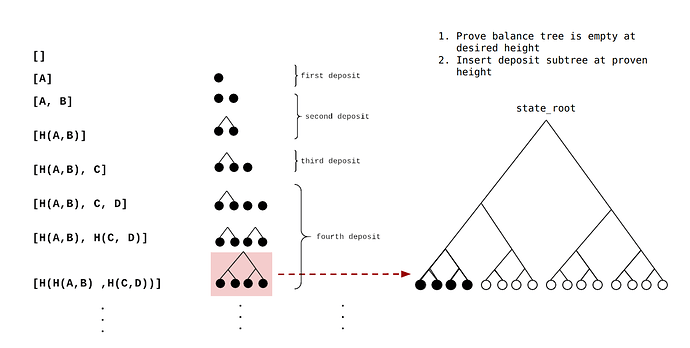 1. Prove balance tree is empty at
desired height
2. Insert deposit subtree at proven
height
[]
[A]
first deposit
[A, B]
second deposit
[H(A,B)]
[H(A,B), C]
third deposit
[H(A,B), C, D]
[H(A,B), H(C, D)]
fourth deposit
[H(H(A,B) ,H(C,D))]
state_root